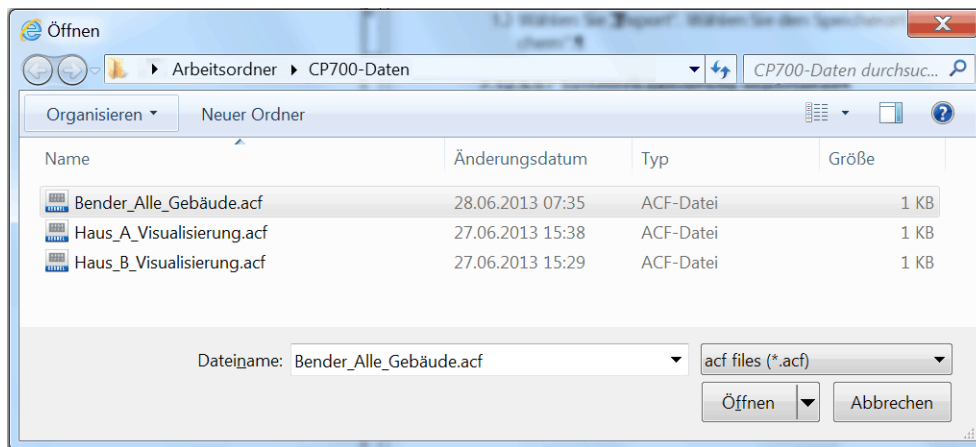 Öffnen
Arbeitsordner ▸ CP700-Daten
CP700-Daten durchsuc...
Organisieren
Neuer Ordner
Name Änderungsdatum Typ Größe
Bender_Alle_Gebäude.acf 28.06.2013 07:35 ACF-Datei 1 KB
Haus_A_Visualisierung.acf 27.06.2013 15:38 ACF-Datei 1 KB
Haus_B_Visualisierung.acf 27.06.2013 15:29 ACF-Datei 1 KB
Dateiname: Bender_Alle_Gebäude.acf
acf files (*.acf)
Öffnen
Abbrechen